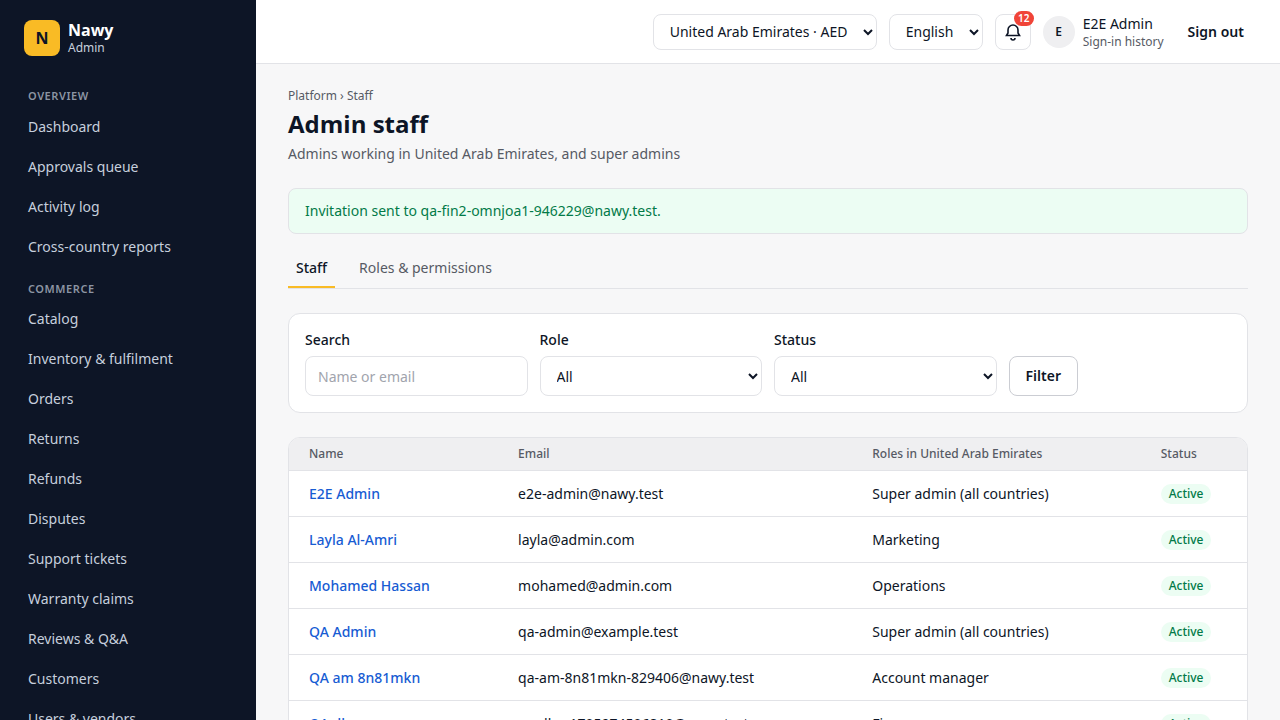 N
Nawy
Admin
OVERVIEW
Dashboard
Approvals queue
Activity log
Cross-country reports
COMMERCE
Catalog
Inventory & fulfilment
Orders
Returns
Refunds
Disputes
Support tickets
Warranty claims
Reviews & Q&A
Customers
Users & vendors
United Arab Emirates · AED
English
12
E
E2E Admin
Sign-in history
Sign out
Platform › Staff
Admin staff
Admins working in United Arab Emirates, and super admins
Invitation sent to qa-fin2-omnjoa1-946229@nawy.test.
Staff
Roles & permissions
Search
Role
Status
Name or email
All
All
Filter
Name Email Roles in United Arab Emirates Status
E2E Admin e2e-admin@nawy.test Super admin (all countries) Active
Layla Al-Amri layla@admin.com Marketing Active
Mohamed Hassan mohamed@admin.com Operations Active
QA Admin qa-admin@example.test Super admin (all countries) Active
QA am 8n81mkn qa-am-8n81mkn-829406@nawy.test Account manager Active